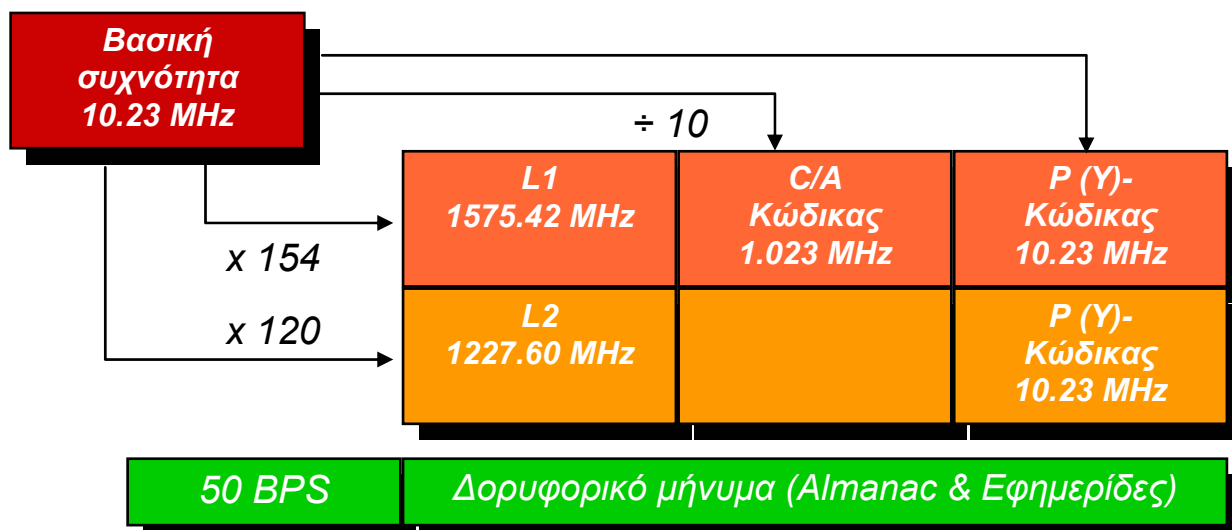 Βασική
συχνότητα
10.23 MHz
÷ 10
L1
1575.42 MHz
C/A
Κώδικας
1.023 MHz
P (Y)-
Κώδικας
10.23 MHz
x 154
L2
1227.60 MHz
P (Y)-
Κώδικας
10.23 MHz
x 120
50 BPS
Δορυφορικό μήνυμα (Almanac & Εφημερίδες)